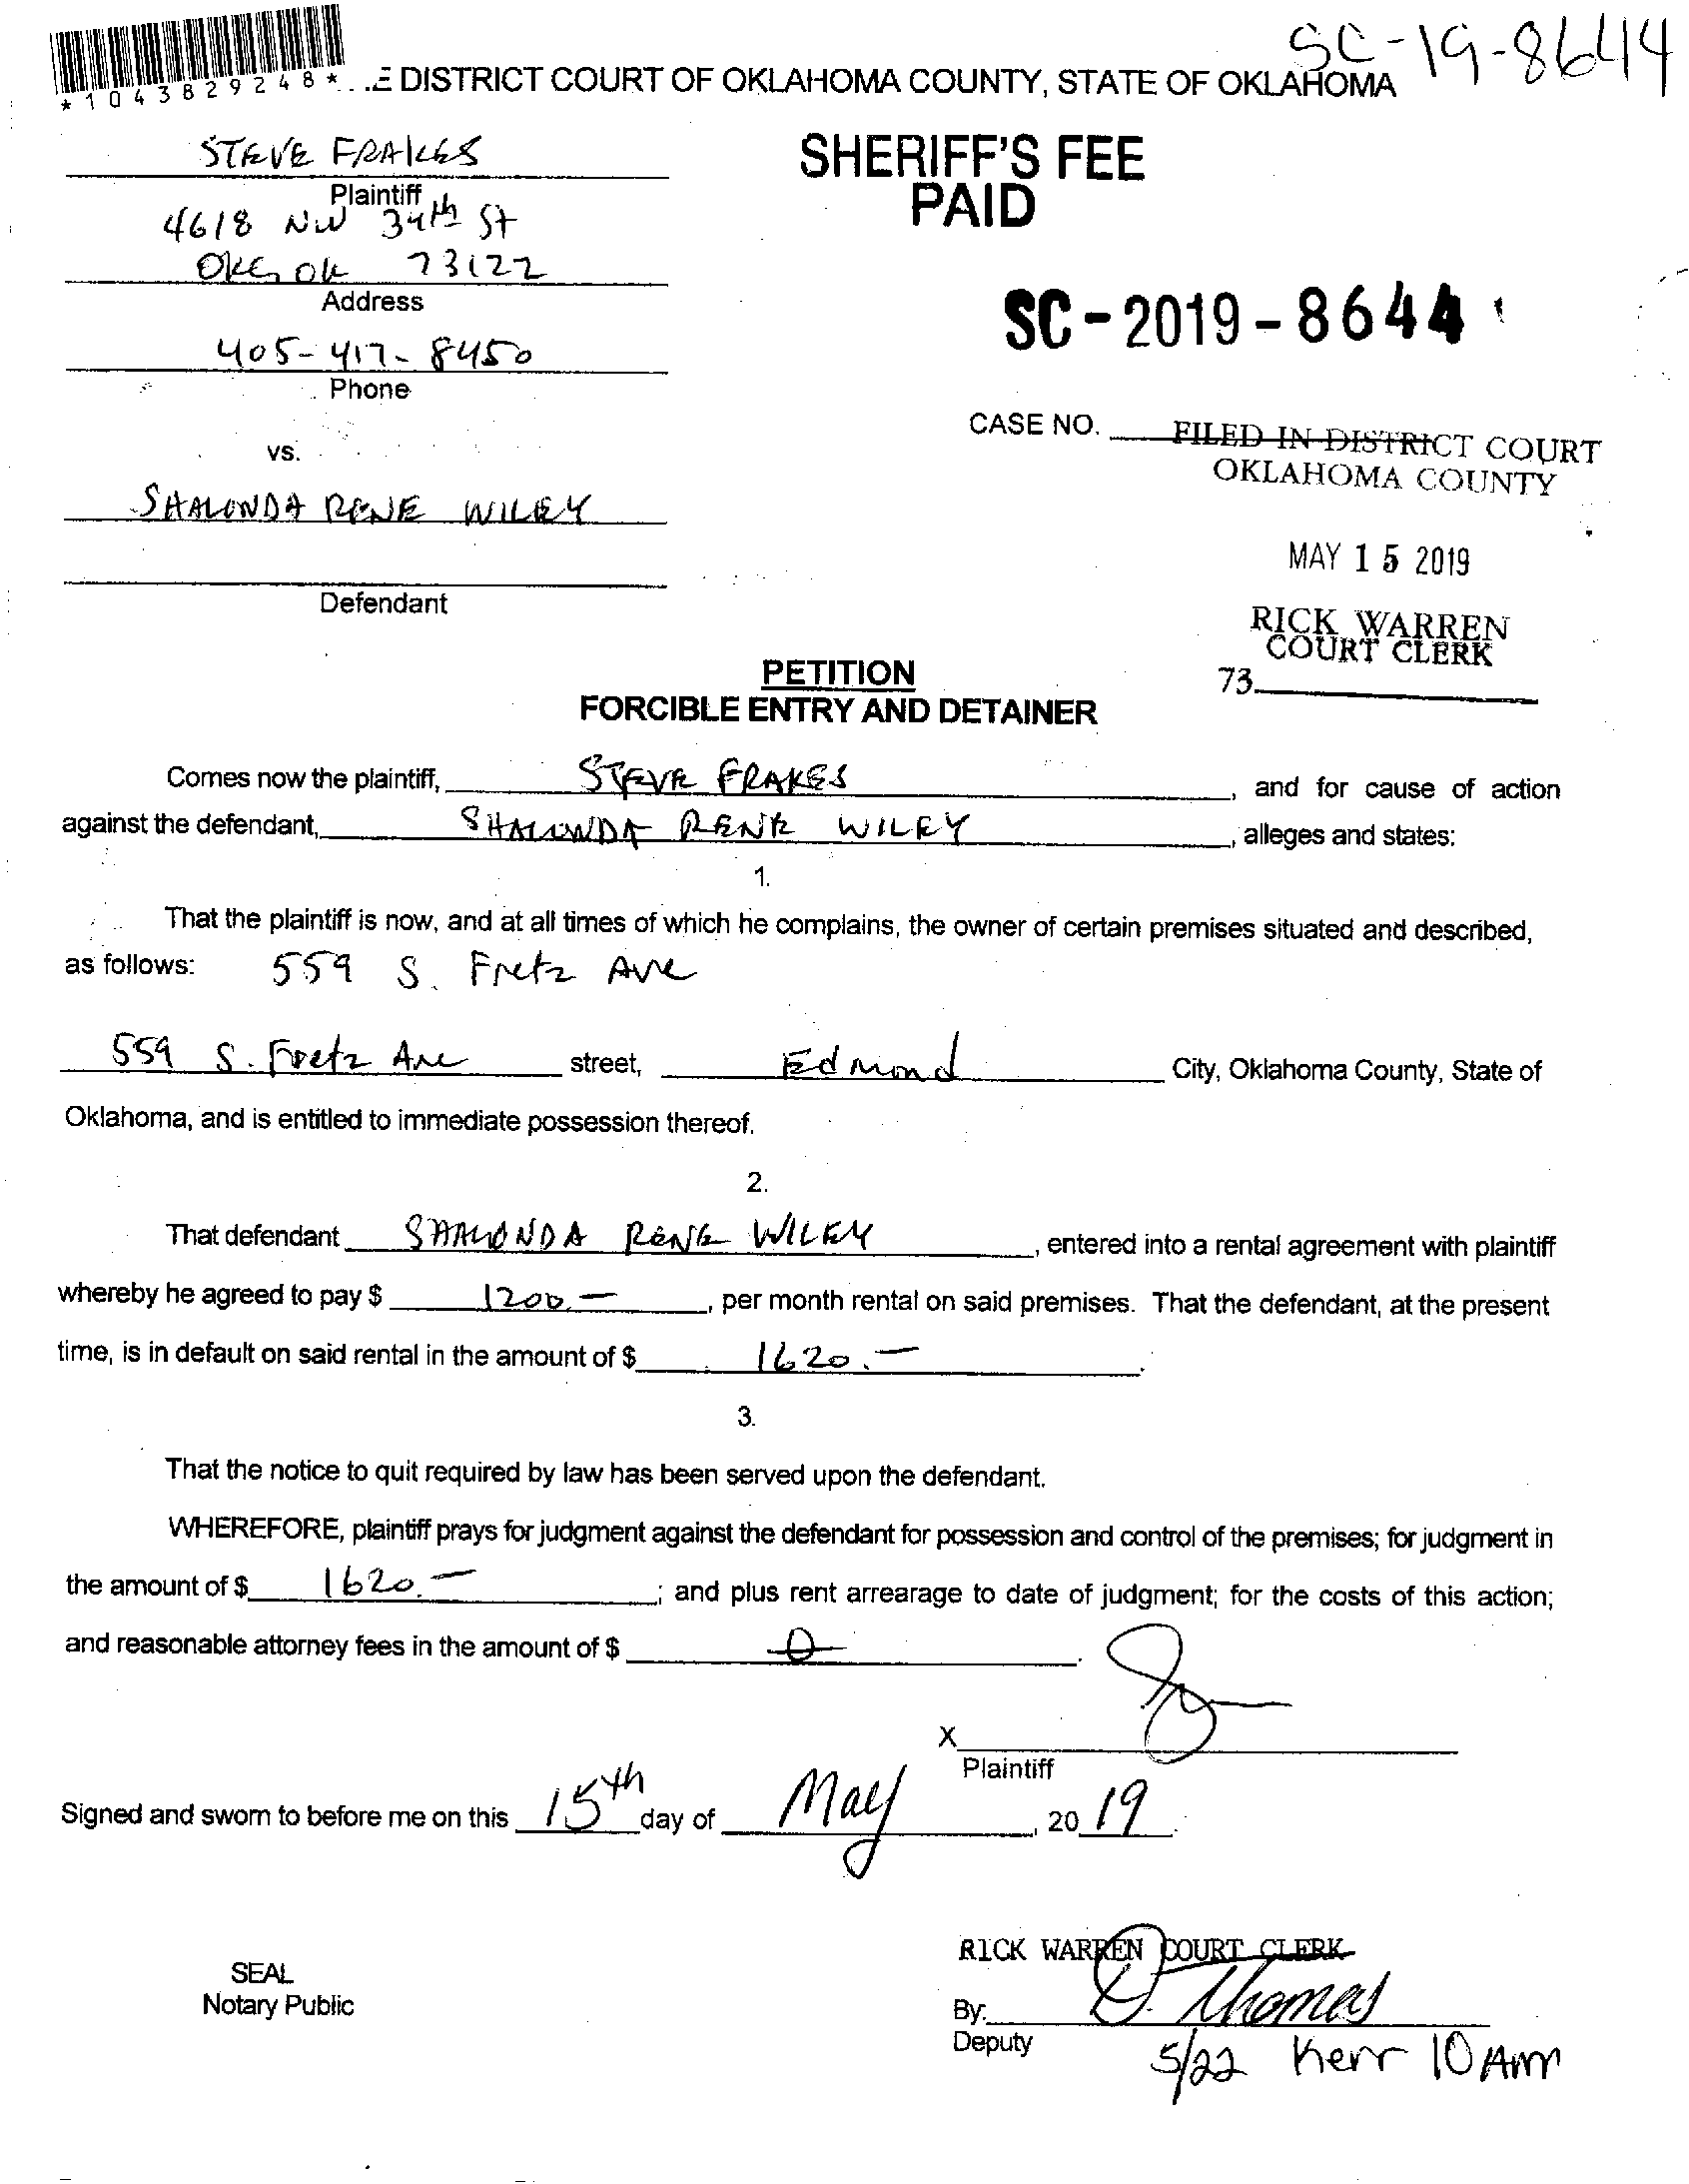 SC-19-8644
*1043829248*
E DISTRICT COURT OF OKLAHOMA COUNTY, STATE OF OKLAHOMA
STEVE FRAKES
Plaintiff
4618 NW 34th St
OKC, OK 73122
Address
405-417-8450
Phone
vs.
SHALONDA RENE WILEY
Defendant
SHERIFF'S FEE
PAID
SC-2019-8644
CASE NO.
FILED IN DISTRICT COURT
OKLAHOMA COUNTY
MAY 15 2019
RICK WARREN
COURT CLERK
73
PETITION
FORCIBLE ENTRY AND DETAINER
Comes now the plaintiff, STEVE FRAKES, and for cause of action
against the defendant, SHALONDA RENE WILEY, alleges and states:
1.
That the plaintiff is now, and at all times of which he complains, the owner of certain premises situated and described,
as follows: 559 S. Fretz Ave
559 S. Fretz Ave street, Edmond City, Oklahoma County, State of
Oklahoma, and is entitled to immediate possession thereof.
2.
That defendant SHALONDA RENE WILEY, entered into a rental agreement with plaintiff
whereby he agreed to pay $ 1200.—, per month rental on said premises. That the defendant, at the present
time, is in default on said rental in the amount of $ 1620.—.
3.
That the notice to quit required by law has been served upon the defendant.
WHEREFORE, plaintiff prays for judgment against the defendant for possession and control of the premises; for judgment in
the amount of $ 1620.—; and plus rent arrearage to date of judgment; for the costs of this action;
and reasonable attorney fees in the amount of $ 0.
X
Plaintiff
Signed and sworn to before me on this 15th day of May, 2019.
SEAL
Notary Public
RICK WARREN COURT CLERK
By: D. Thomas
Deputy
5/22 Kerr 10 AM